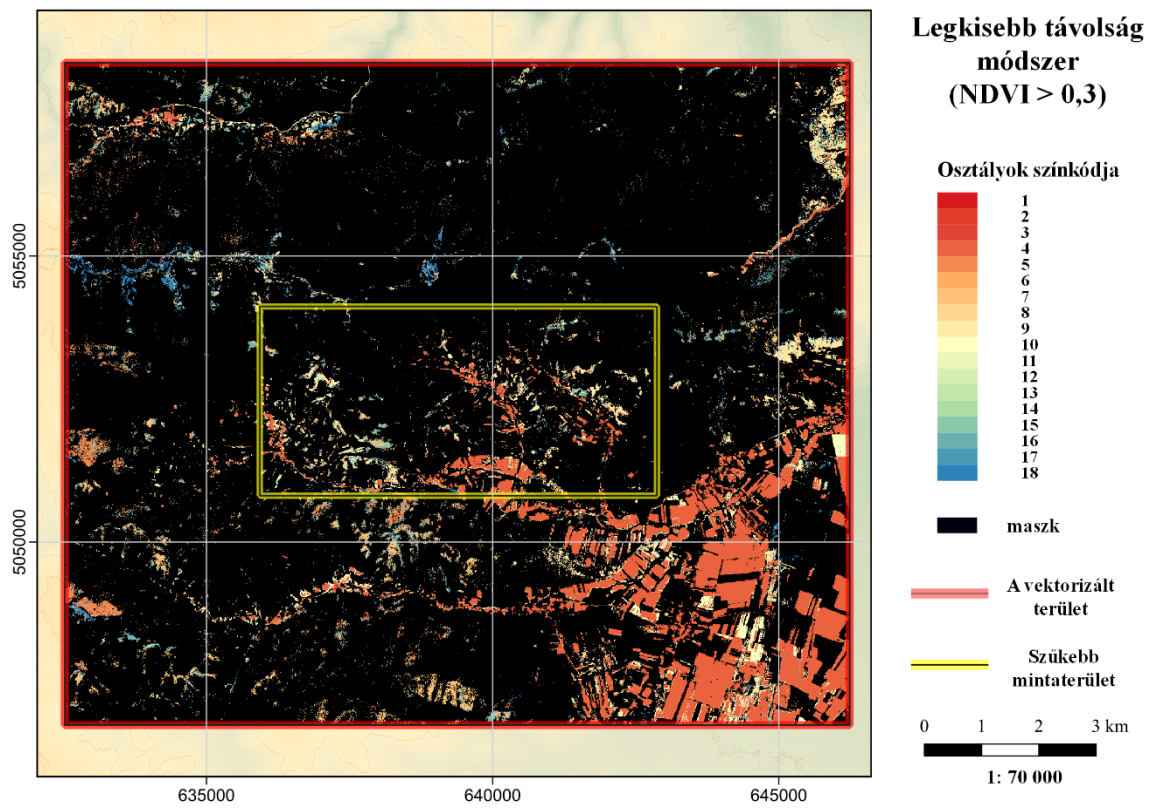 Legkisebb távolság
módszer
(NDVI > 0,3)
Osztályok színkódja
1
2
3
4
5
6
7
8
9
10
11
12
13
14
15
16
17
18
maszk
A vektorizált
terület
Szűkebb
mintaterület
0 1 2 3 km
1: 70 000
5055000
5050000
635000 640000 645000